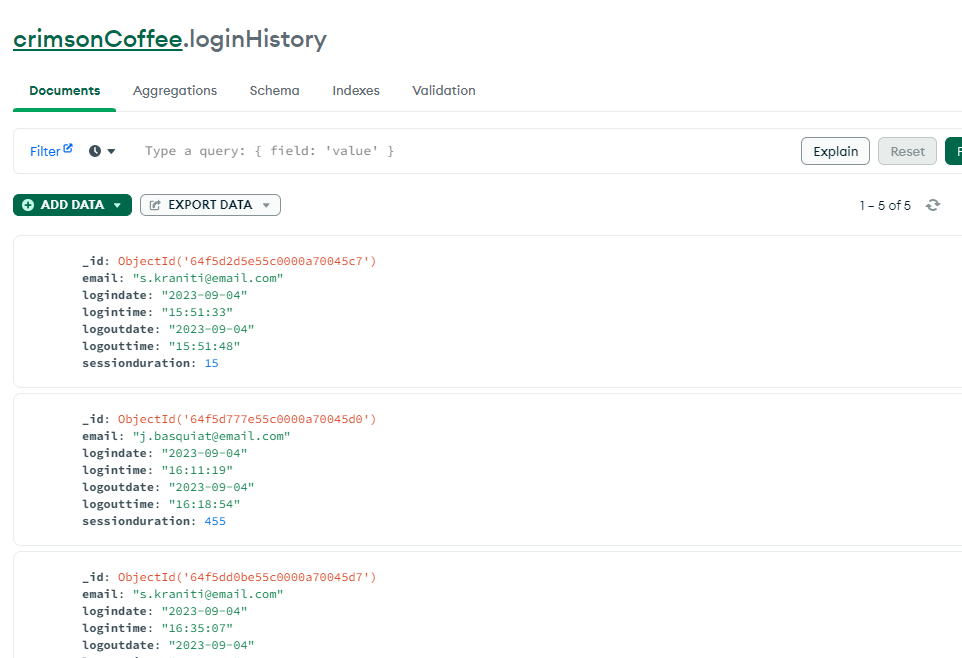 crimsonCoffee.loginHistory
Documents Aggregations Schema Indexes Validation
Filter Type a query: { field: 'value' } Explain Reset F
ADD DATA EXPORT DATA 1 – 5 of 5
_id: ObjectId('64f5d2d5e55c0000a70045c7')
email: "s.kraniti@email.com"
logindate: "2023-09-04"
logintime: "15:51:33"
logoutdate: "2023-09-04"
logouttime: "15:51:48"
sessionduration: 15
_id: ObjectId('64f5d777e55c0000a70045d0')
email: "j.basquiat@email.com"
logindate: "2023-09-04"
logintime: "16:11:19"
logoutdate: "2023-09-04"
logouttime: "16:18:54"
sessionduration: 455
_id: ObjectId('64f5dd0be55c0000a70045d7')
email: "s.kraniti@email.com"
logindate: "2023-09-04"
logintime: "16:35:07"
logoutdate: "2023-09-04"